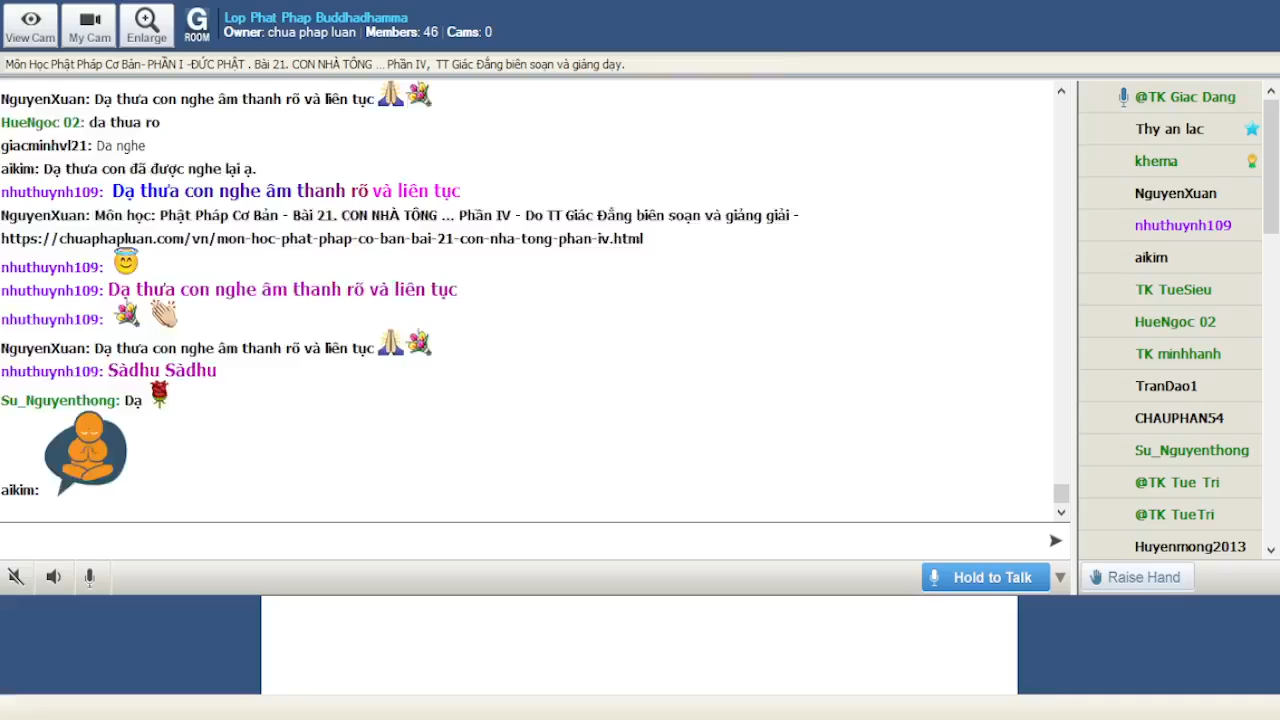 View Cam
My Cam
Enlarge
G
ROOM
Lop Phat Phap Buddhadhamma
Owner: chua phap luan | Members: 46 | Cams: 0
Môn Học Phật Pháp Cơ Bản- PHẦN I -ĐỨC PHẬT . Bài 21. CON NHÀ TÔNG ... Phần IV, TT Giác Đẳng biên soạn và giảng dạy.
NguyenXuan: Dạ thưa con nghe âm thanh rõ và liên tục
HueNgoc 02: da thua ro
giacminhvl21: Da nghe
aikim: Dạ thưa con đã được nghe lại ạ.
nhuthuynh109: Dạ thưa con nghe âm thanh rõ và liên tục
NguyenXuan: Môn học: Phật Pháp Cơ Bản - Bài 21. CON NHÀ TÔNG ... Phần IV - Do TT Giác Đẳng biên soạn và giảng giải -
https://chuaphapluan.com/vn/mon-hoc-phat-phap-co-ban-bai-21-con-nha-tong-phan-iv.html
nhuthuynh109:
nhuthuynh109: Dạ thưa con nghe âm thanh rõ và liên tục
nhuthuynh109:
NguyenXuan: Dạ thưa con nghe âm thanh rõ và liên tục
nhuthuynh109: Sàdhu Sàdhu
Su_Nguyenthong: Dạ
aikim:
@TK Giac Dang
Thy an lac
khema
NguyenXuan
nhuthuynh109
aikim
TK TueSieu
HueNgoc 02
TK minhhanh
TranDao1
CHAUPHAN54
Su_Nguyenthong
@TK Tue Tri
@TK TueTri
Huyenmong2013
Hold to Talk
Raise Hand